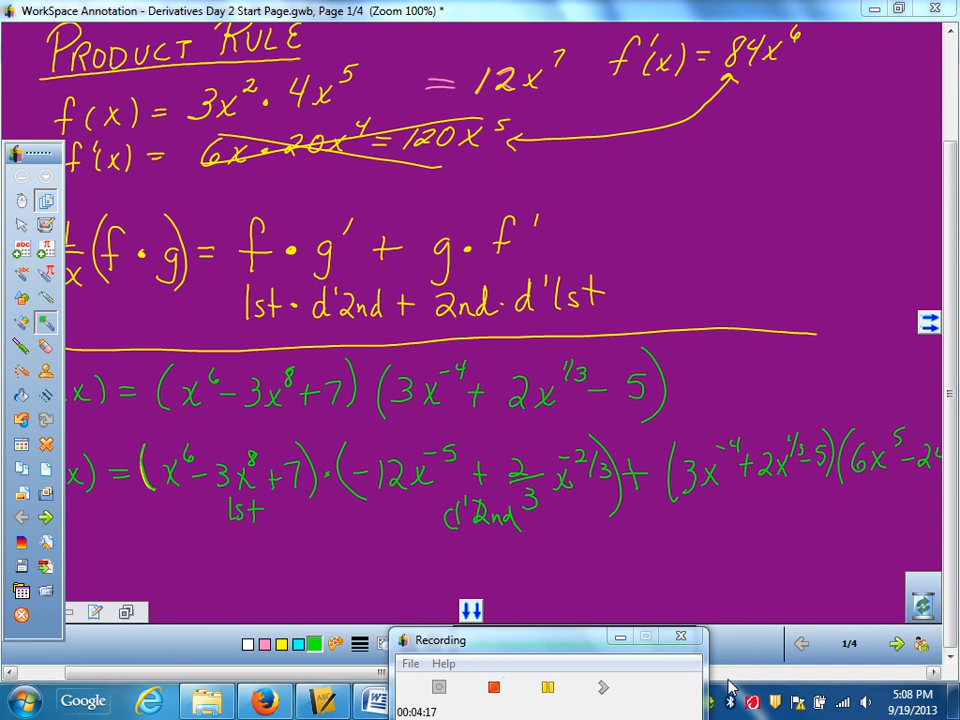 WorkSpace Annotation - Derivatives Day 2 Start Page.gwb, Page 1/4 (Zoom 100%) *
PRODUCT RULE
f(x) = 3x² · 4x⁵ = 12x⁷ f'(x) = 84x⁶
f'(x) = 6x · 20x⁴ = 120x⁵
(f · g) = f · g' + g · f'
x
1st · d'2nd + 2nd · d'1st
x) = (x⁶ - 3x⁸ + 7)(3x⁻⁴ + 2x^1/3 - 5)
x) = (x⁶ - 3x⁸ + 7) · (-12x⁻⁵ + 2/3 x^-2/3) + (3x⁻⁴ + 2x^1/3 - 5)(6x⁵ - 24
1st d'2nd
1/4
Recording
File Help
00:04:17
Google
5:08 PM
9/19/2013